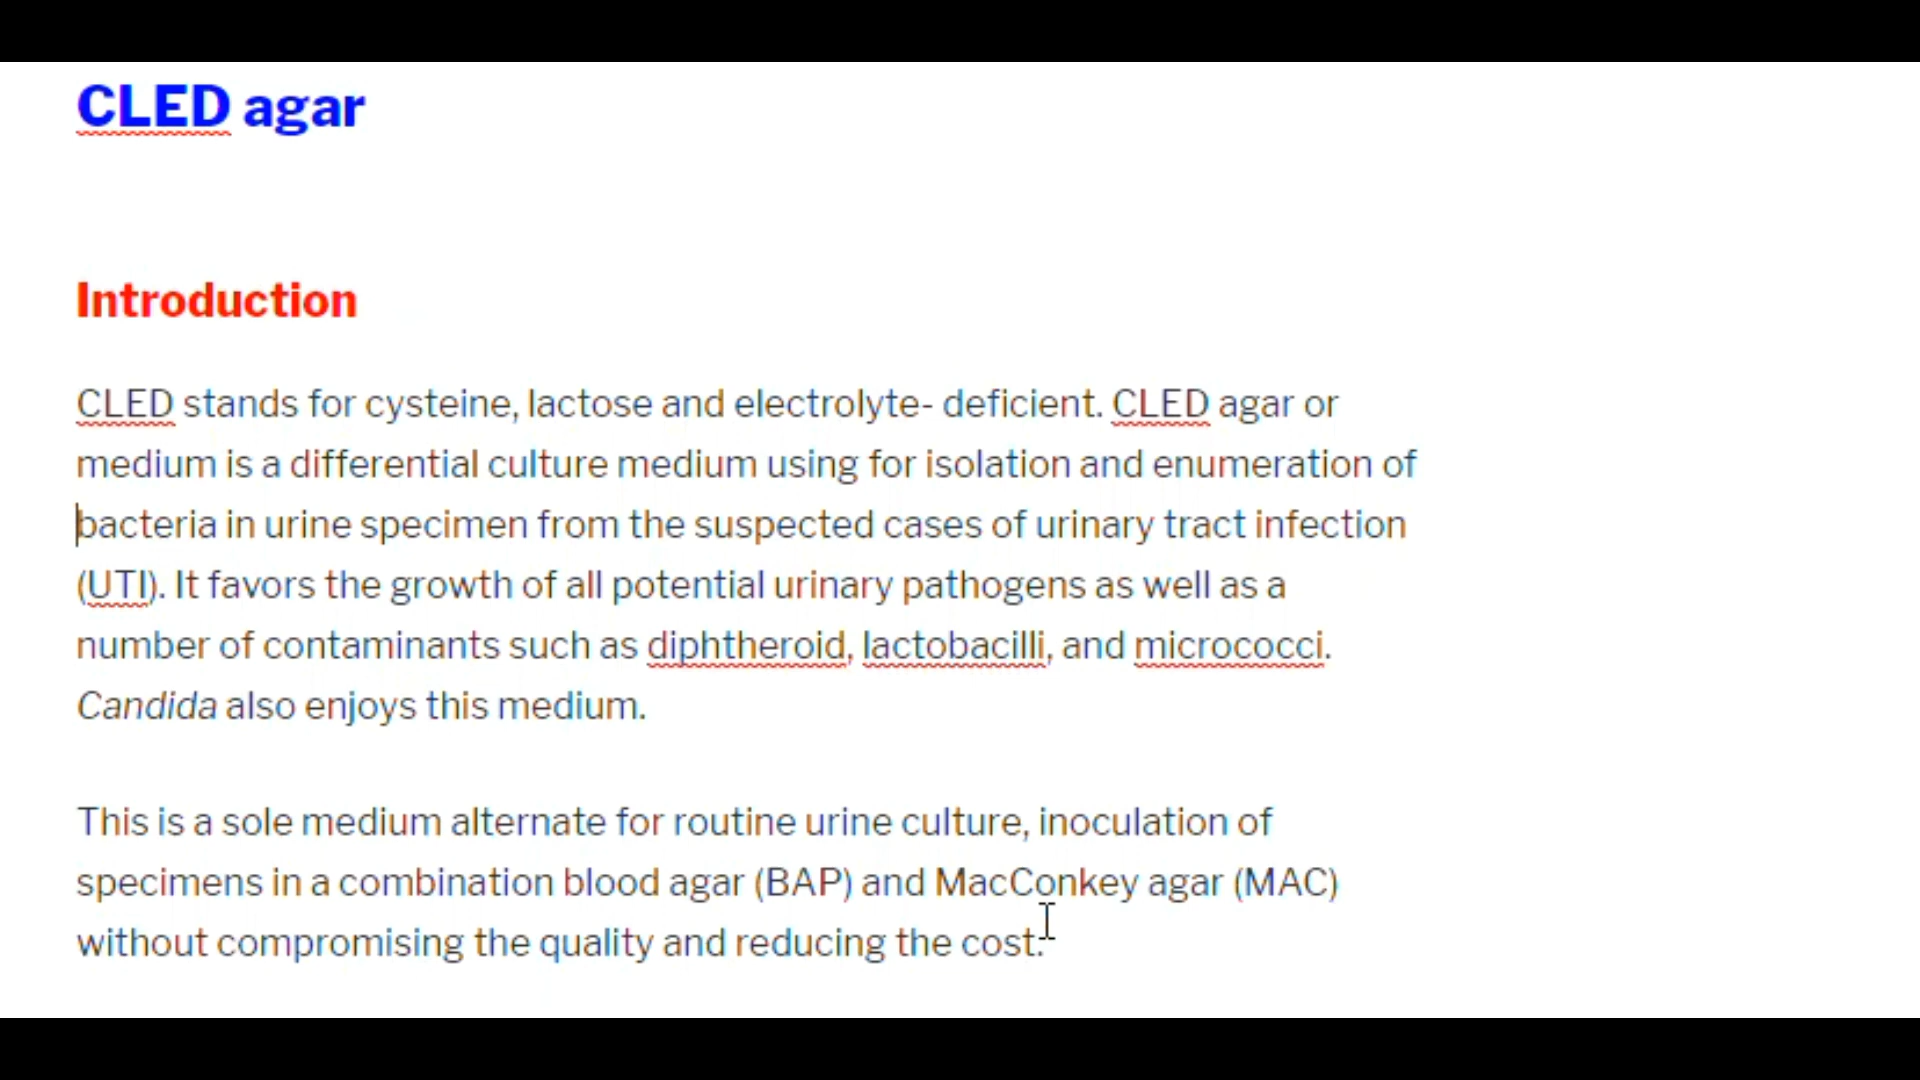 CLED agar
Introduction
CLED stands for cysteine, lactose and electrolyte- deficient. CLED agar or
medium is a differential culture medium using for isolation and enumeration of
bacteria in urine specimen from the suspected cases of urinary tract infection
(UTI). It favors the growth of all potential urinary pathogens as well as a
number of contaminants such as diphtheroid, lactobacilli, and micrococci.
Candida also enjoys this medium.
This is a sole medium alternate for routine urine culture, inoculation of
specimens in a combination blood agar (BAP) and MacConkey agar (MAC)
without compromising the quality and reducing the cost.